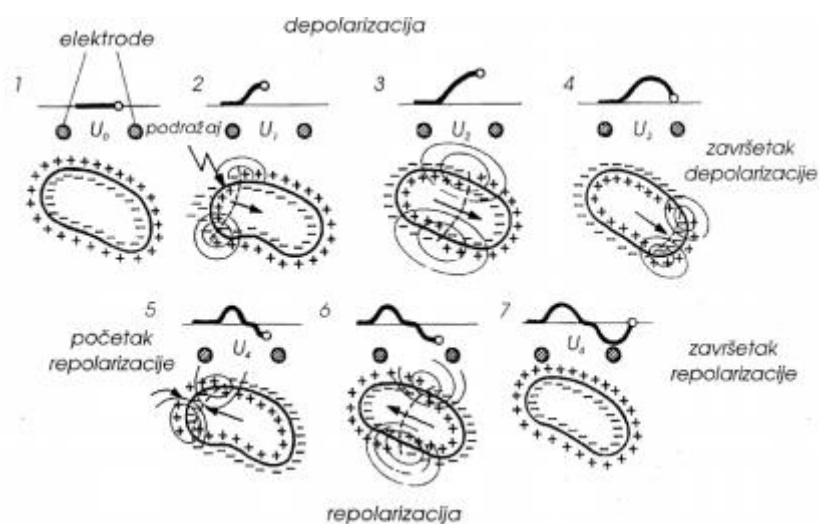 depolarizacija
elektrode
1
2
3
4
U₀
podražaj
U₁
U₂
U₃
završetak
depolarizacije
5
6
7
početak
repolarizacije
U₄
U₆
završetak
repolarizacije
repolarizacija